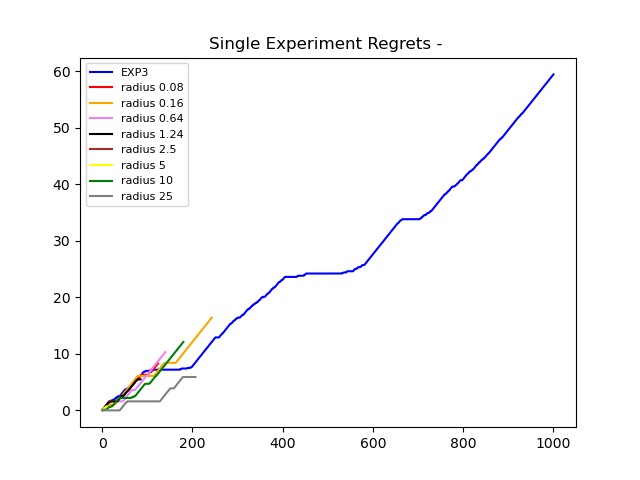 Single Experiment Regrets -
60
50
40
30
20
10
0
EXP3
radius 0.08
radius 0.16
radius 0.64
radius 1.24
radius 2.5
radius 5
radius 10
radius 25
0 200 400 600 800 1000